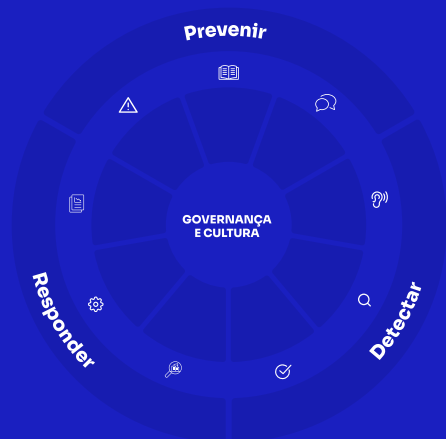 Prevenir
GOVERNANÇA
E CULTURA
Responder
Detectar